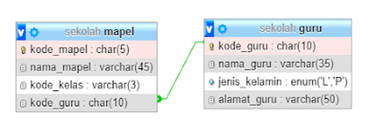 sekolah mapel
kode_mapel : char(5)
nama_mapel : varchar(45)
kode_kelas : varchar(3)
kode_guru : char(10)
sekolah guru
kode_guru : char(10)
nama_guru : varchar(35)
jenis_kelamin : enum('L','P')
alamat_guru : varchar(50)